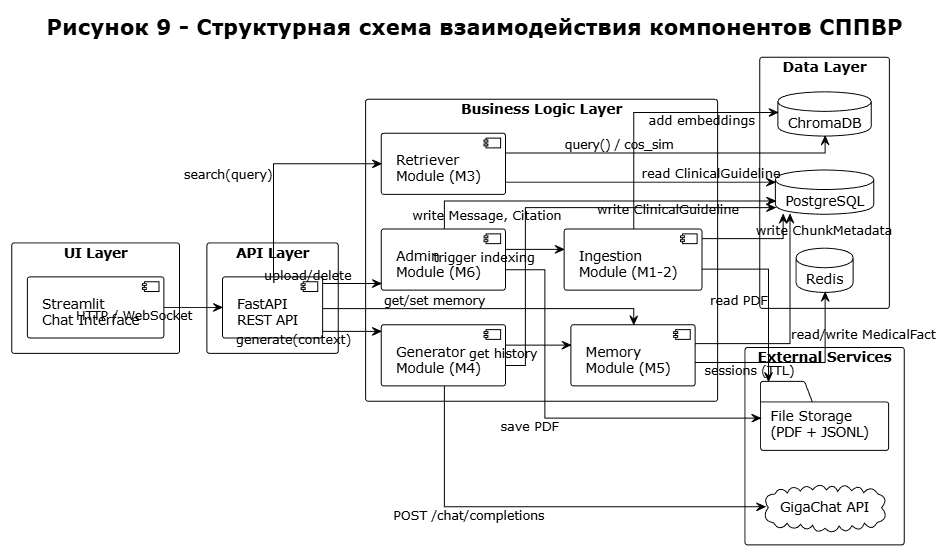 Рисунок 9 - Структурная схема взаимодействия компонентов СППВР
Data Layer
Business Logic Layer
ChromaDB
add embeddings
query() / cos_sim
Retriever
Module (M3)
search(query)
read ClinicalGuideline
PostgreSQL
write Message, Citation
write ClinicalGuideline
write ChunkMetadata
UI Layer
API Layer
Admin
Module (M6)
trigger indexing
Ingestion
Module (M1-2)
upload/delete
Redis
Streamlit
Chat Interface
HTTP / WebSocket
FastAPI
REST API
get/set memory
read PDF
generate(context)
read/write MedicalFact
Generator
Module (M4)
get history
Memory
Module (M5)
External Services
sessions (TTL)
File Storage
(PDF + JSONL)
save PDF
GigaChat API
POST /chat/completions